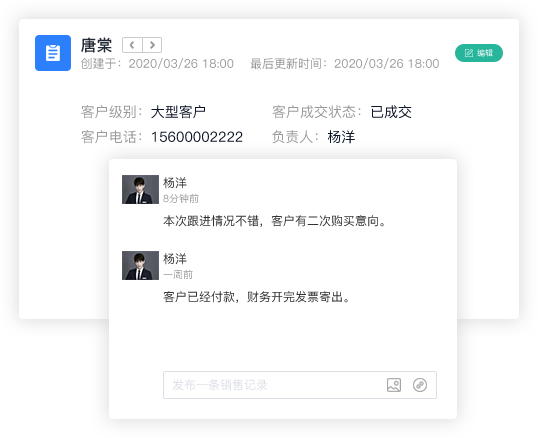 唐棠
创建于：2020/03/26 18:00 最后更新时间：2020/03/26 18:00
编辑
客户级别：大型客户 客户成交状态：已成交
客户电话：15600002222 负责人：杨洋
杨洋
8分钟前
本次跟进情况不错，客户有二次购买意向。
杨洋
一周前
客户已经付款，财务开完发票寄出。
发布一条销售记录